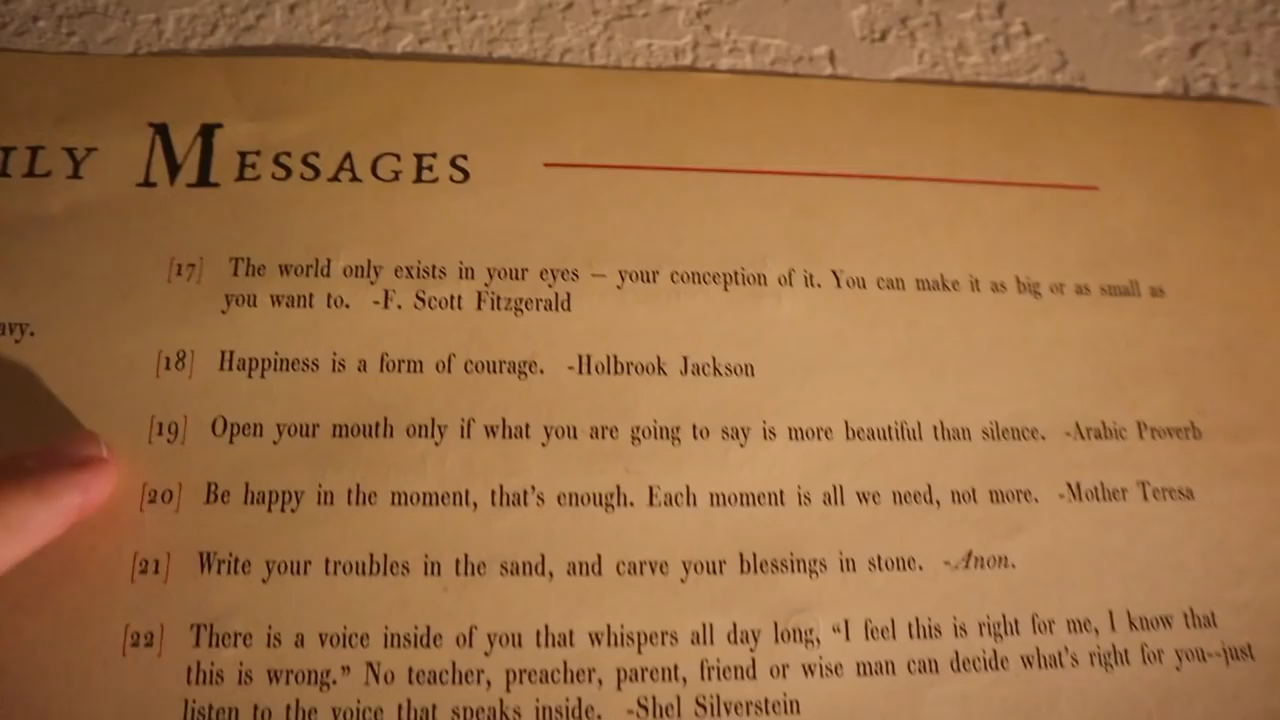 ILY MESSAGES
[17] The world only exists in your eyes — your conception of it. You can make it as big or as small as
you want to. -F. Scott Fitzgerald
avy.
[18] Happiness is a form of courage. -Holbrook Jackson
[19] Open your mouth only if what you are going to say is more beautiful than silence. -Arabic Proverb
[20] Be happy in the moment, that's enough. Each moment is all we need, not more. -Mother Teresa
[21] Write your troubles in the sand, and carve your blessings in stone. -Anon.
[22] There is a voice inside of you that whispers all day long, “I feel this is right for me, I know that
this is wrong.” No teacher, preacher, parent, friend or wise man can decide what's right for you--just
listen to the voice that speaks inside. -Shel Silverstein